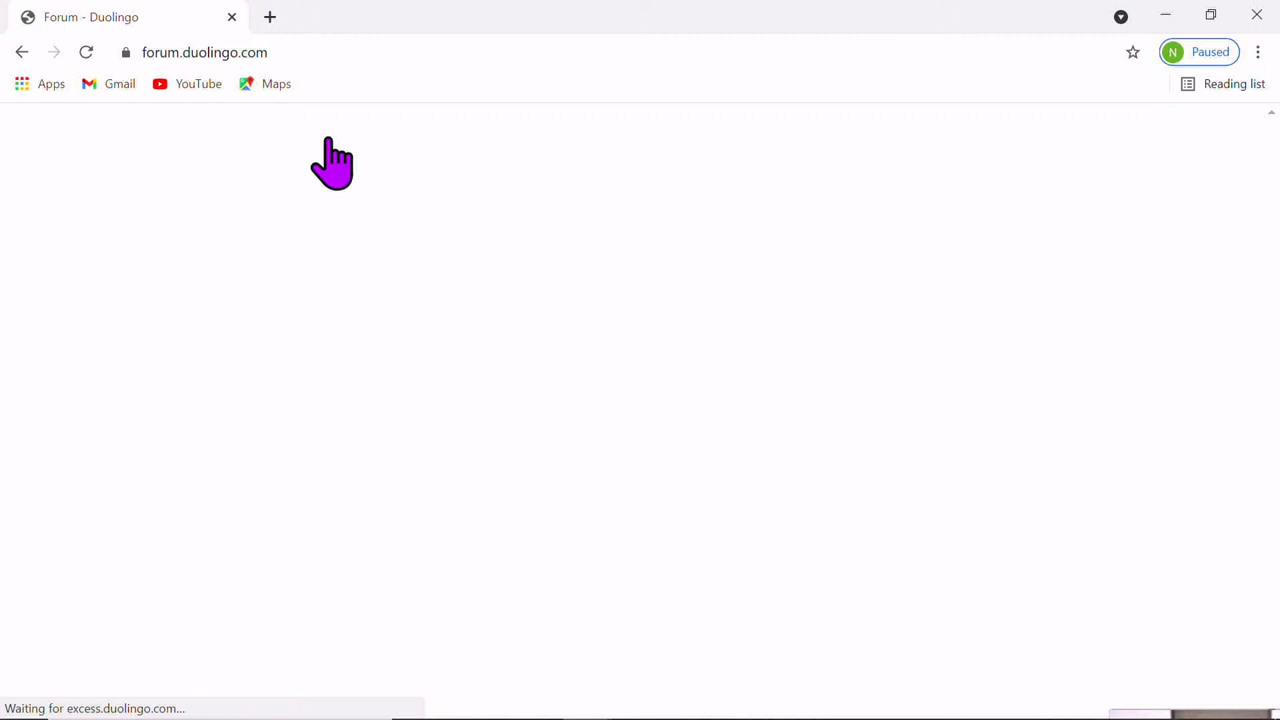 Forum - Duolingo
forum.duolingo.com
N Paused
Apps Gmail YouTube Maps Reading list
Waiting for excess.duolingo.com...